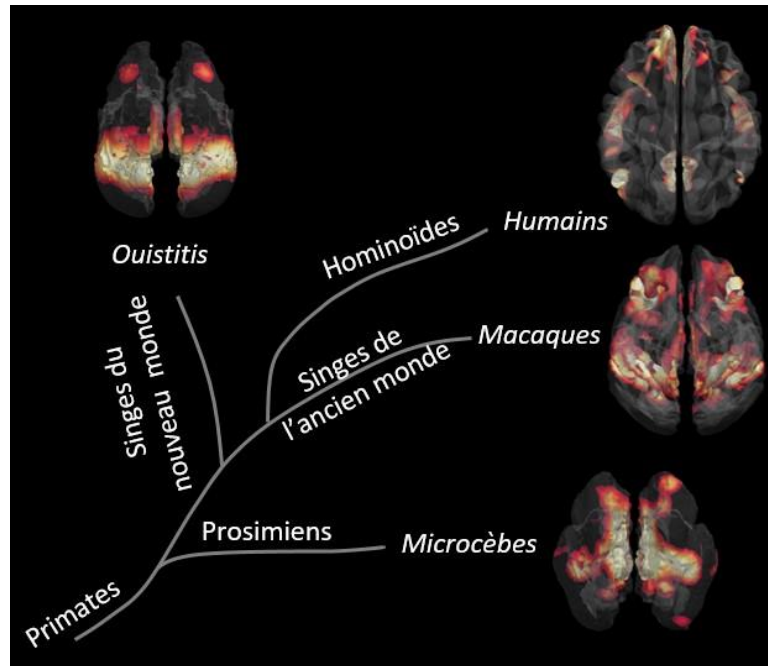 Ouistitis
Humains
Hominoïdes
Singes du
nouveau monde
Singes de
l'ancien monde
Macaques
Prosimiens
Microcèbes
Primates